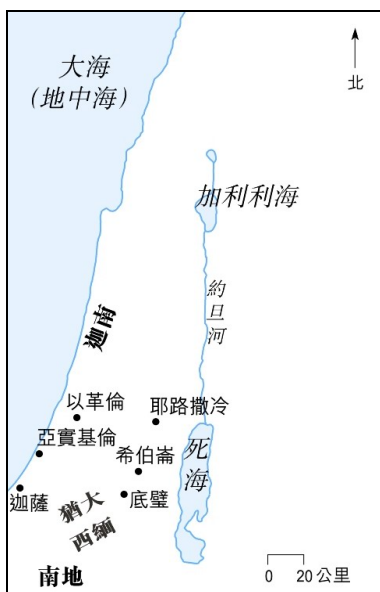 大海
(地中海)
北
加利利海
約旦河
迦南
以革倫
耶路撒冷
亞實基倫
希伯崙
死海
迦薩
猶大
底璧
西緬
南地
0 20 公里